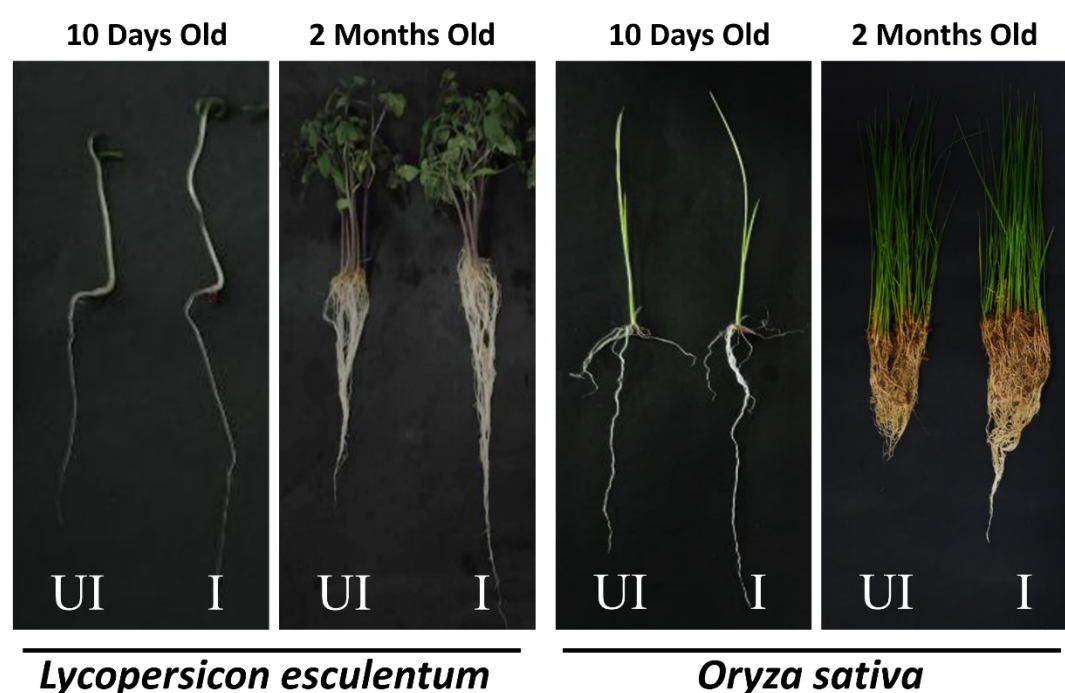 10 Days Old 2 Months Old 10 Days Old 2 Months Old
UI I UI I UI I UI I
Lycopersicon esculentum Oryza sativa